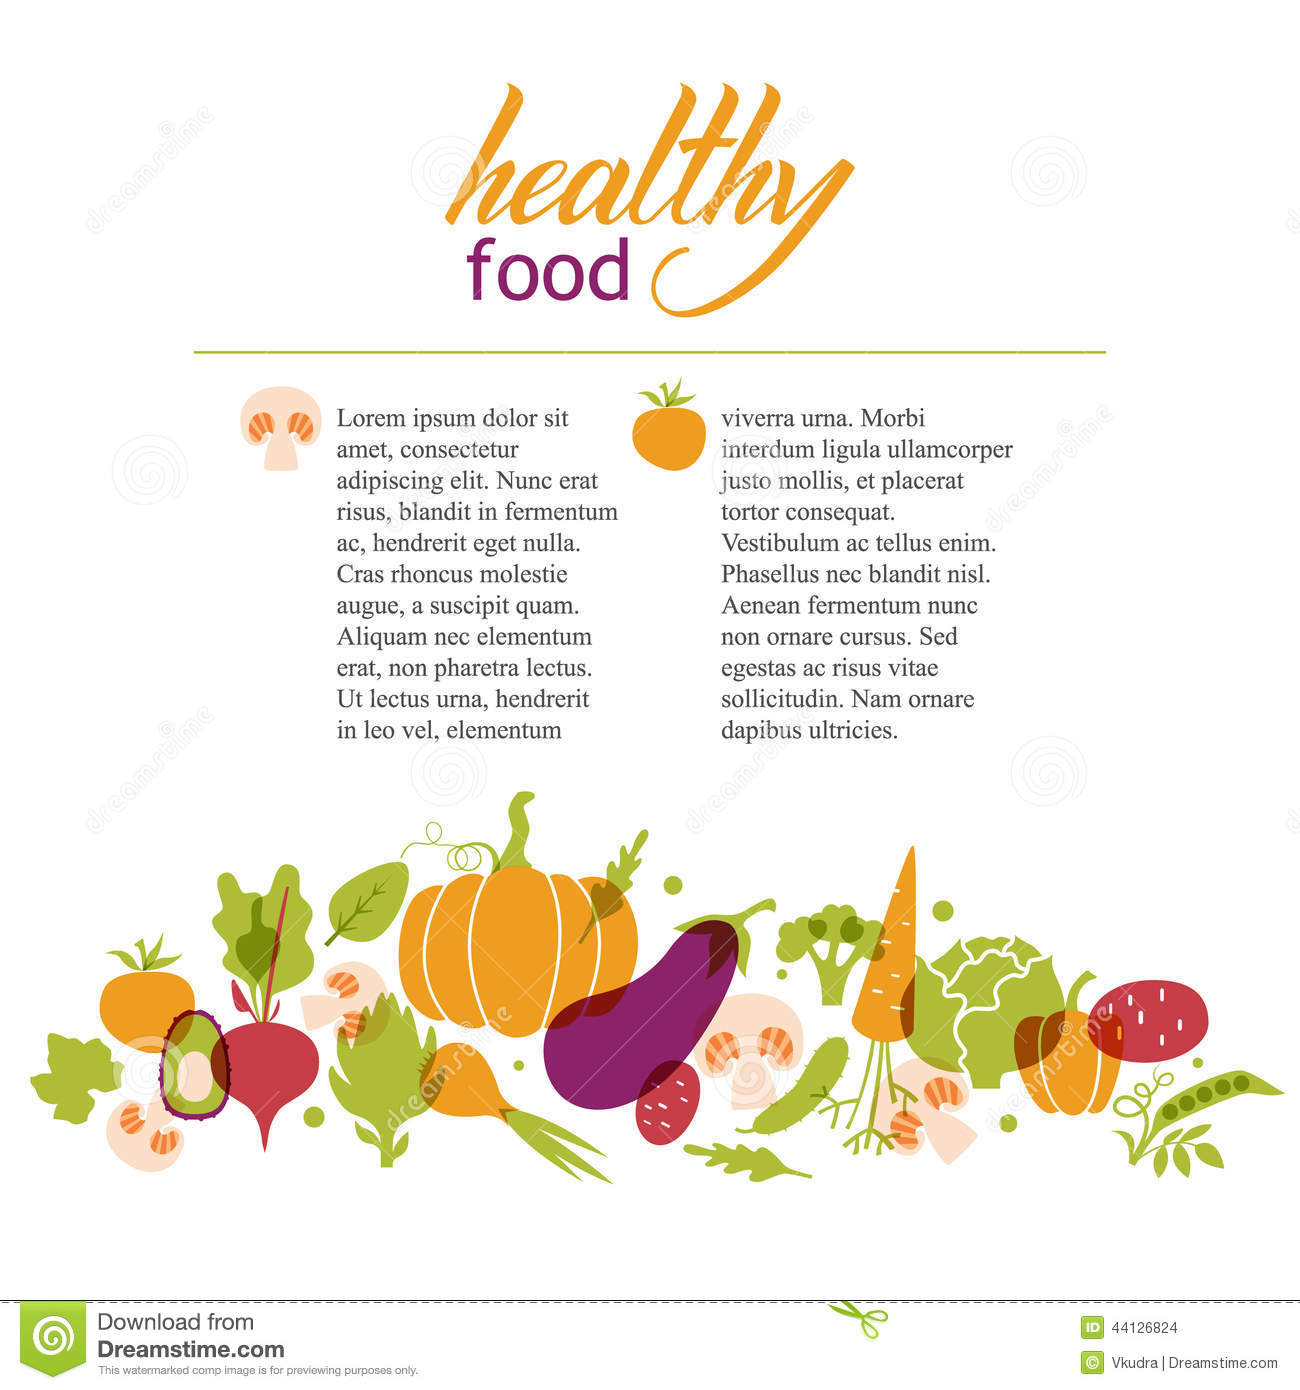 healthy
food
Lorem ipsum dolor sit
amet, consectetur
adipiscing elit. Nunc erat
risus, blandit in fermentum
ac, hendrerit eget nulla.
Cras rhoncus molestie
augue, a suscipit quam.
Aliquam nec elementum
erat, non pharetra lectus.
Ut lectus urna, hendrerit
in leo vel, elementum
viverra urna. Morbi
interdum ligula ullamcorper
justo mollis, et placerat
tortor consequat.
Vestibulum ac tellus enim.
Phasellus nec blandit nisl.
Aenean fermentum nunc
non ornare cursus. Sed
egestas ac risus vitae
sollicitudin. Nam ornare
dapibus ultricies.
Download from
Dreamstime.com
This watermarked comp image is for previewing purposes only.
ID 44126824
© Vkudra | Dreamstime.com